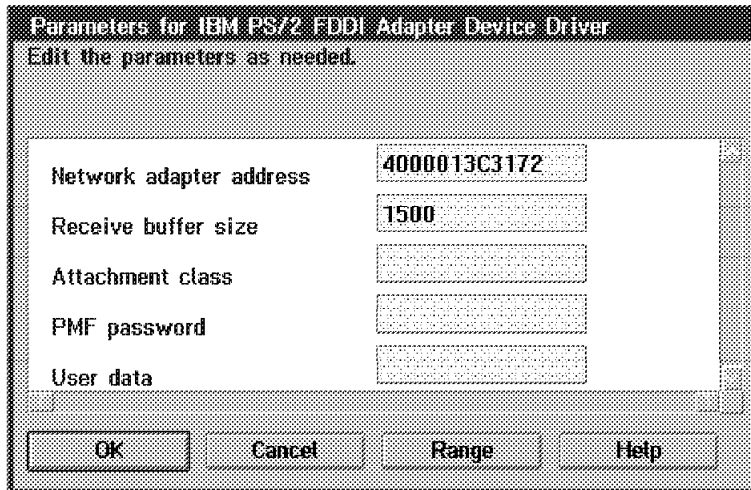 Parameters for IBM PS/2 FDDI Adapter Device Driver
Edit the parameters as needed.
Network adapter address 4000013C3172
Receive buffer size 1500
Attachment class
PMF password
User data
OK Cancel Range Help